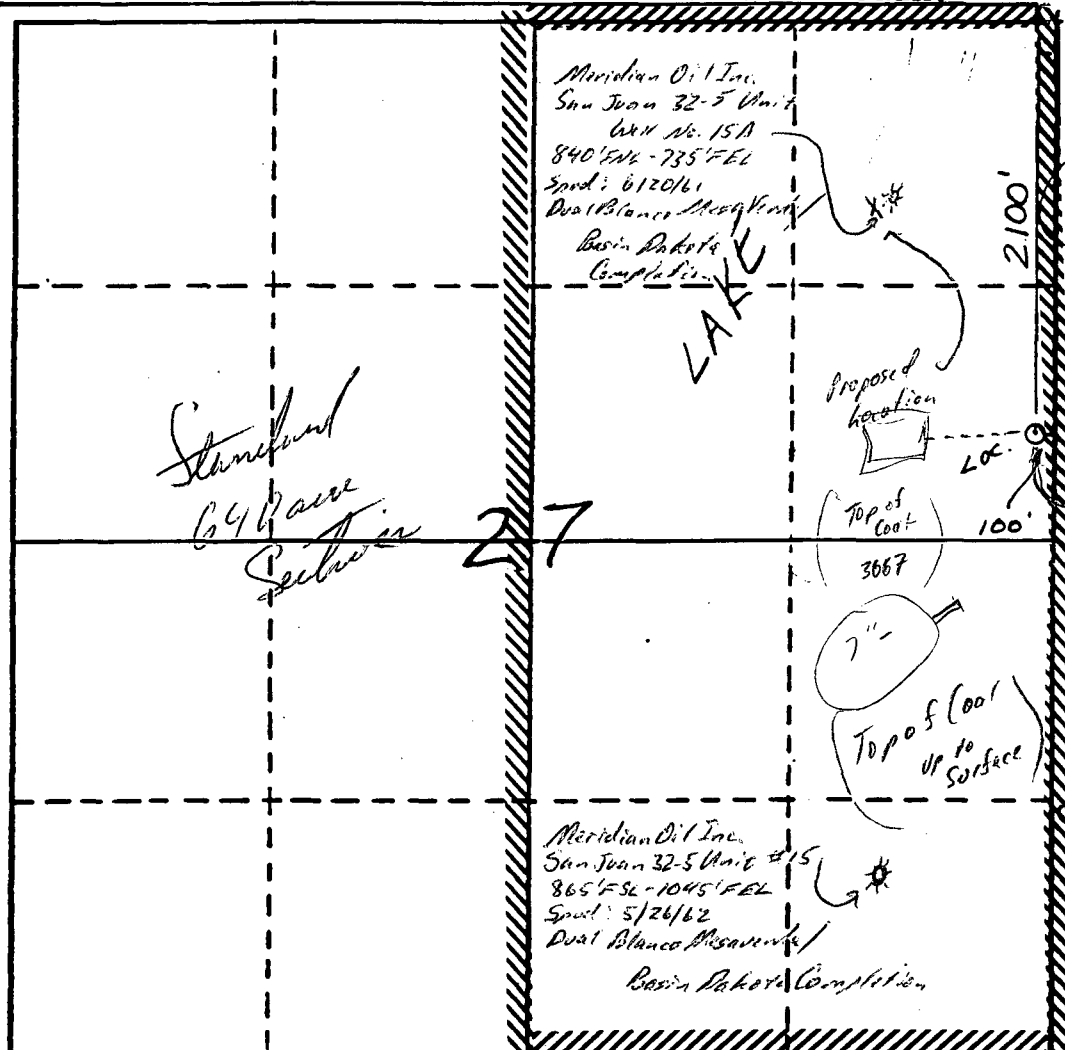 Meridian Oil Inc.
San Juan 32-5 Unit
Well No. 15A
840'FNL-735'FEL
Spud: 6/20/61
Dual Blanco MesaVerde/
Basin Dakota
Completion
LAKE
2100'
Proposed
Location
LOC.
100'
Standard
Section
27
Top of
Coal
3667
7"-
Top of Coal
up to
Surface
Meridian Oil Inc.
San Juan 32-5 Unit #15
865'FSL-1045'FEL
Spud: 5/26/62
Dual Blanco Mesaverde/
Basin Dakota Completion